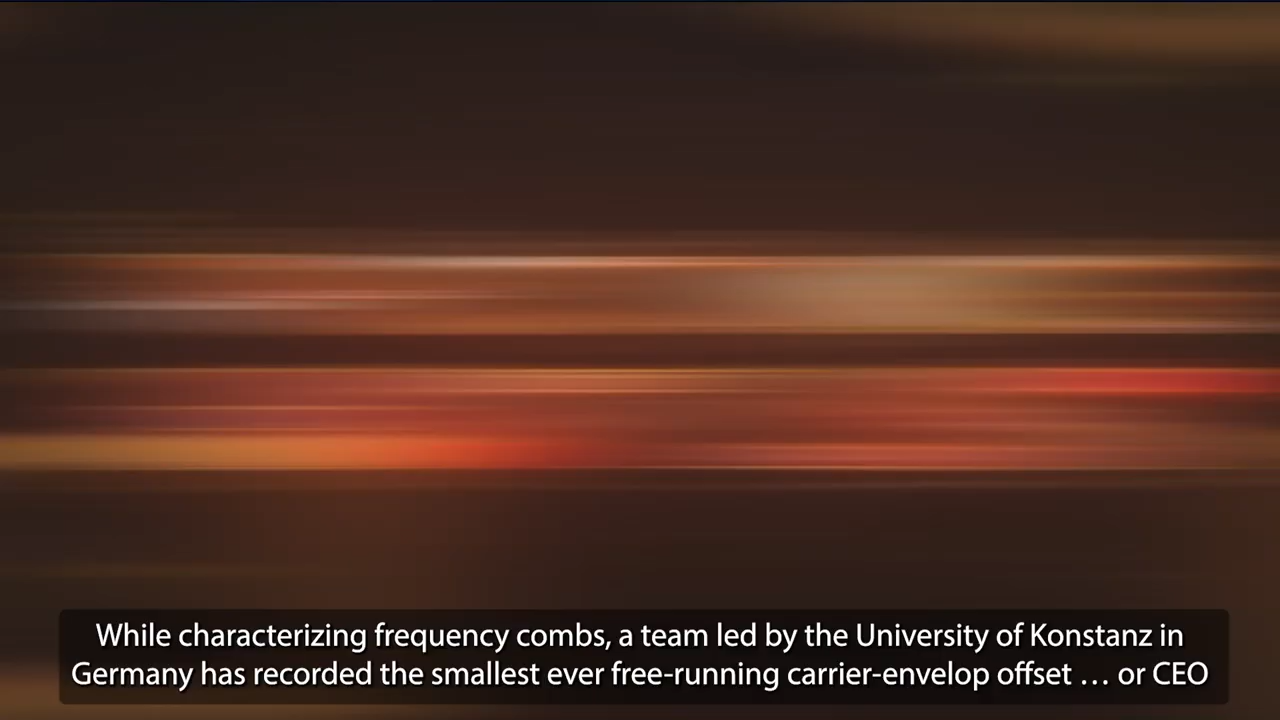 While characterizing frequency combs, a team led by the University of Konstanz in
Germany has recorded the smallest ever free-running carrier-envelop offset … or CEO